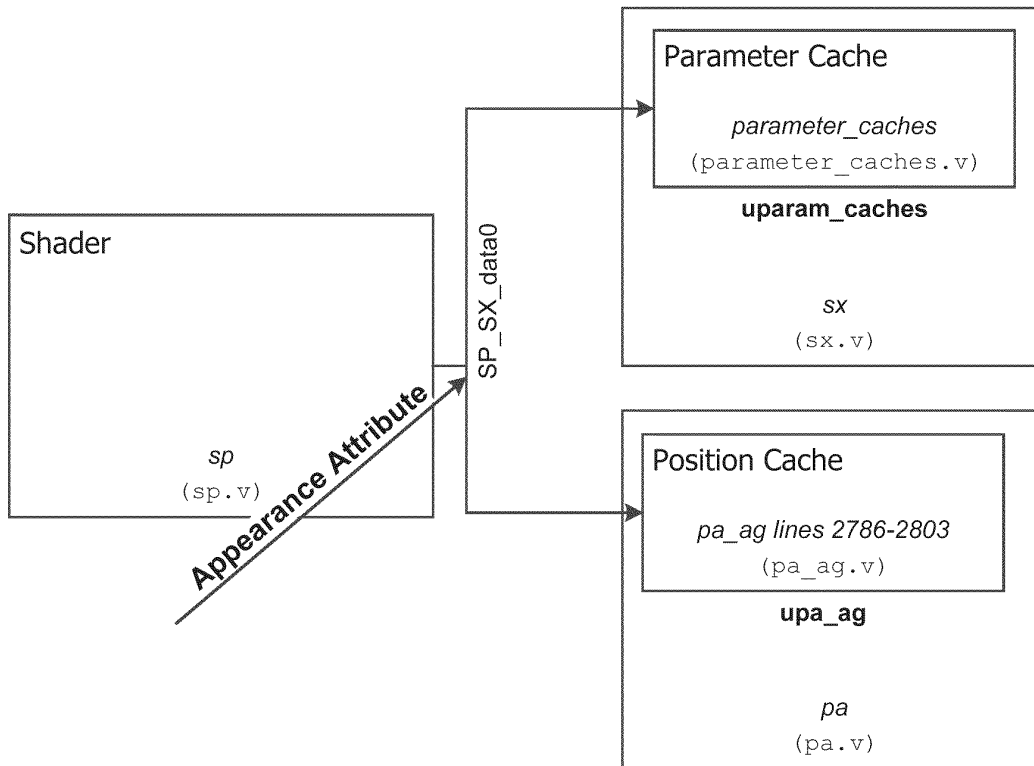 Parameter Cache
parameter_caches
(parameter_caches.v)
uparam_caches
sx
(sx.v)
Shader
sp
(sp.v)
SP_SX_data0
Appearance Attribute
Position Cache
pa_ag lines 2786-2803
(pa_ag.v)
upa_ag
pa
(pa.v)